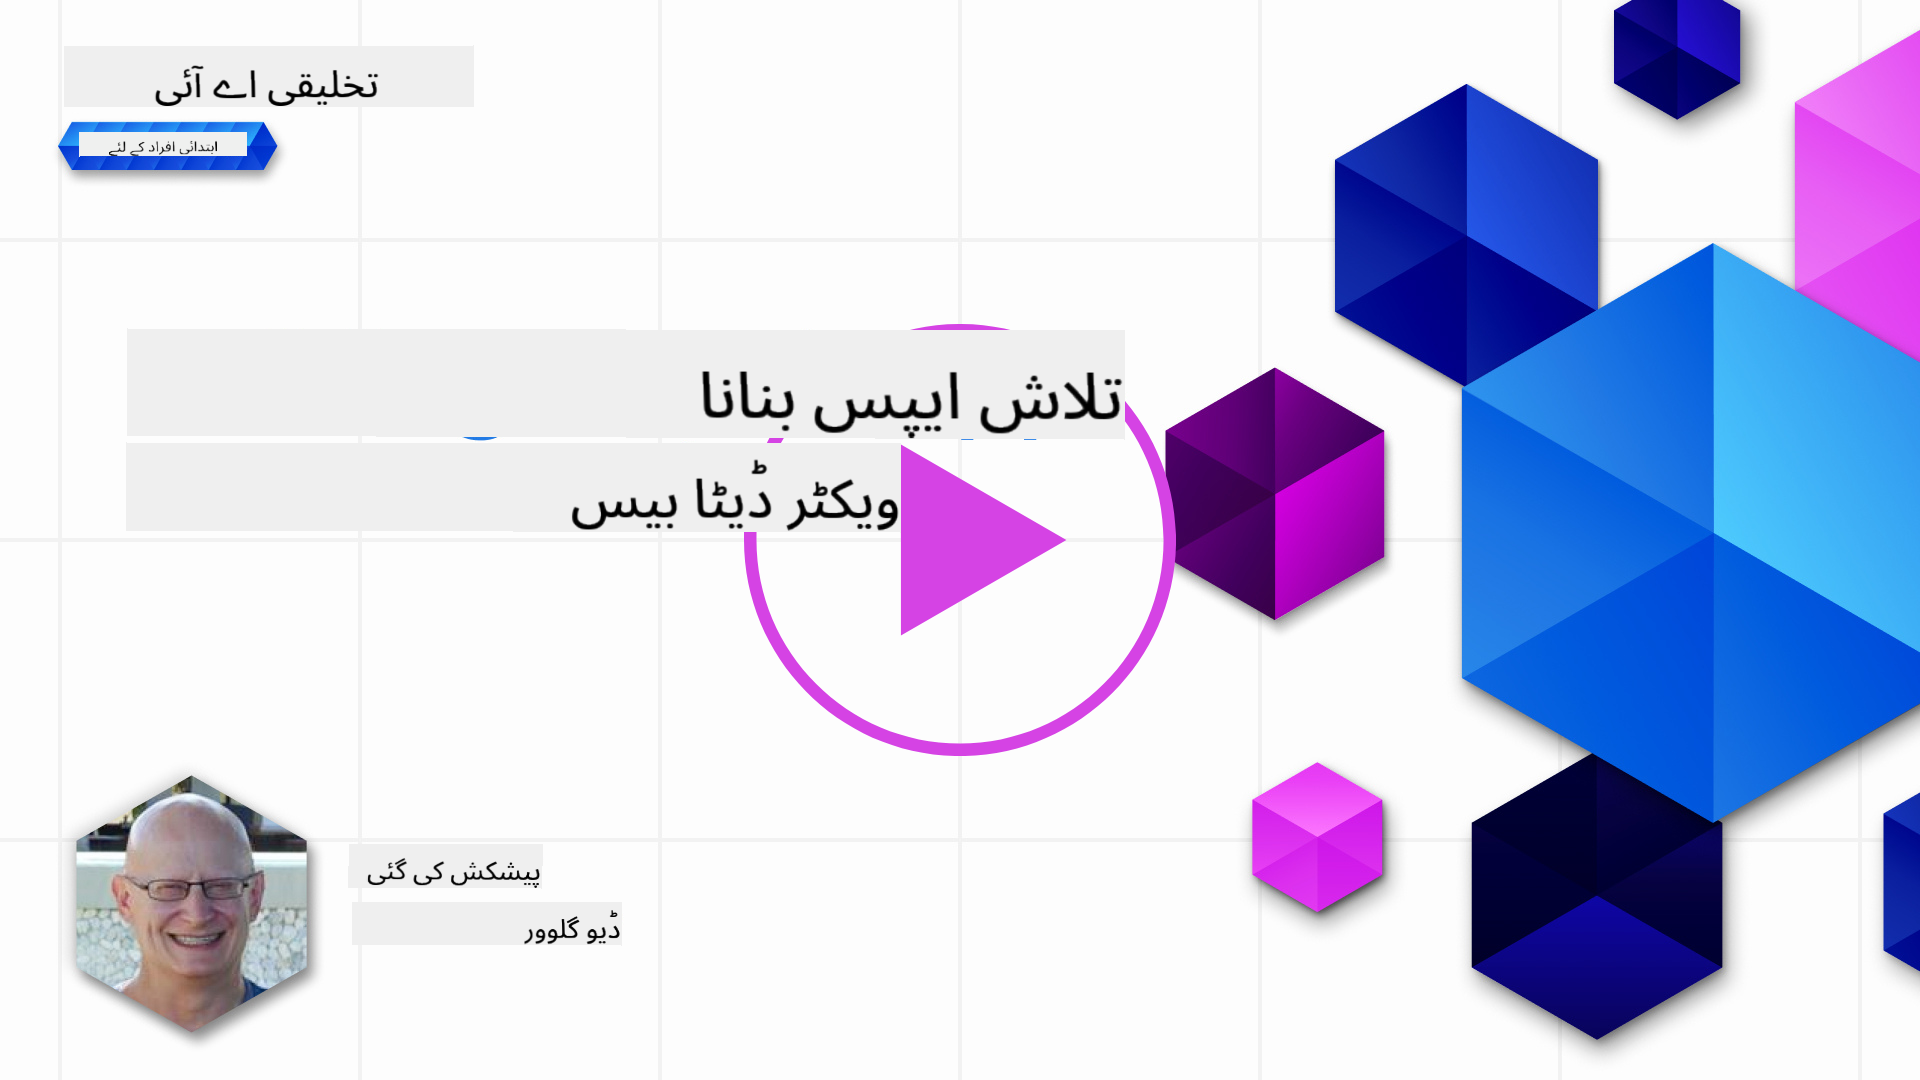 تخلیقی اے آئی
ابتدائی افراد کے لئے
تلاش ایپس بنانا
ویکٹر ڈیٹا بیس
پیشکش کی گئی
ڈیو گلوور